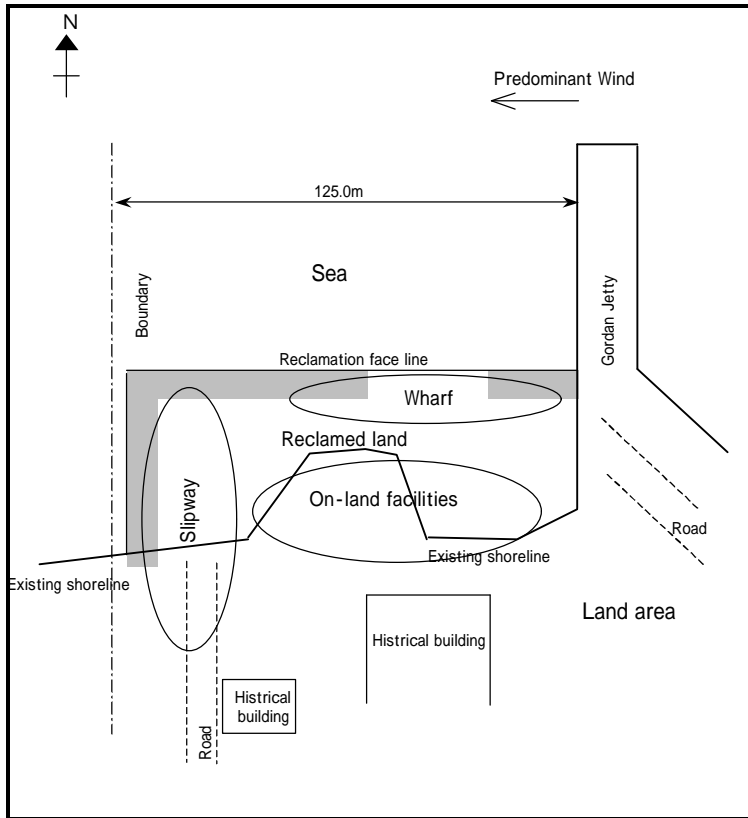 N
Predominant Wind
125.0m
Sea
Boundary
Gordan Jetty
Reclamation face line
Wharf
Reclaimed land
On-land facilities
Slipway
Road
Existing shoreline
Existing shoreline
Land area
Histrical building
Histrical
building
Road